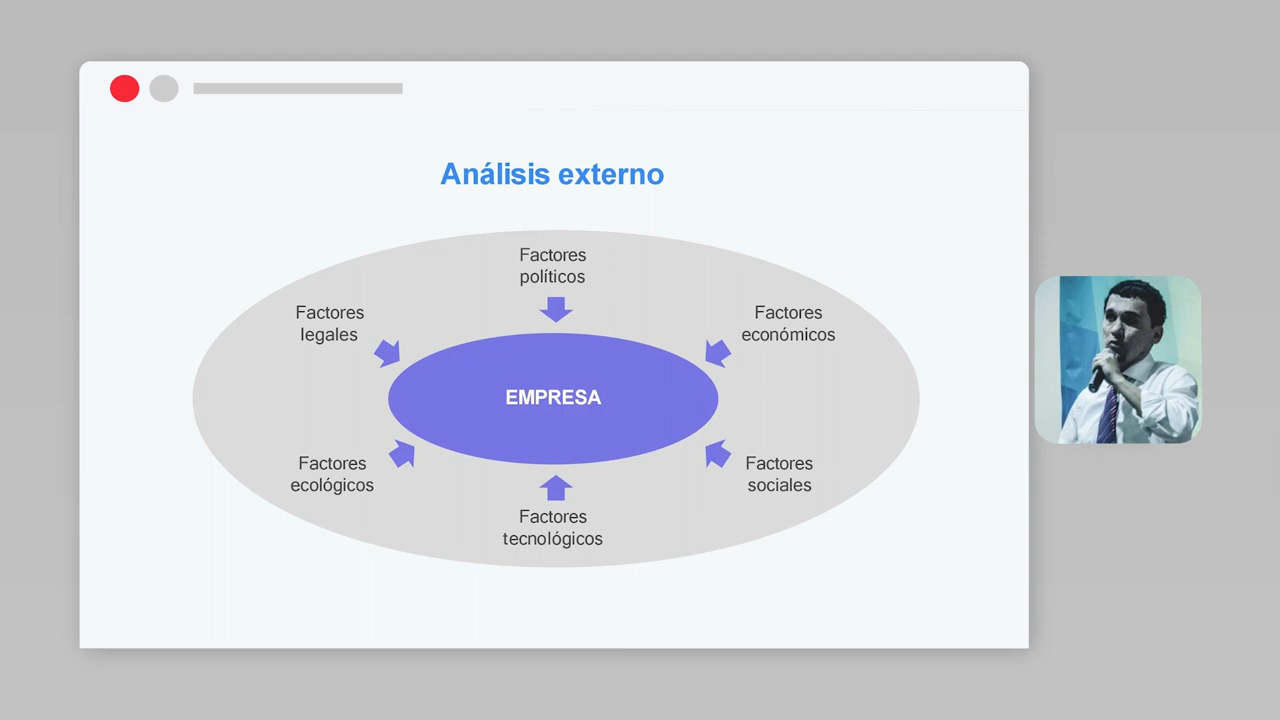 Análisis externo
Factores
políticos
Factores
legales
Factores
económicos
EMPRESA
Factores
ecológicos
Factores
sociales
Factores
tecnológicos